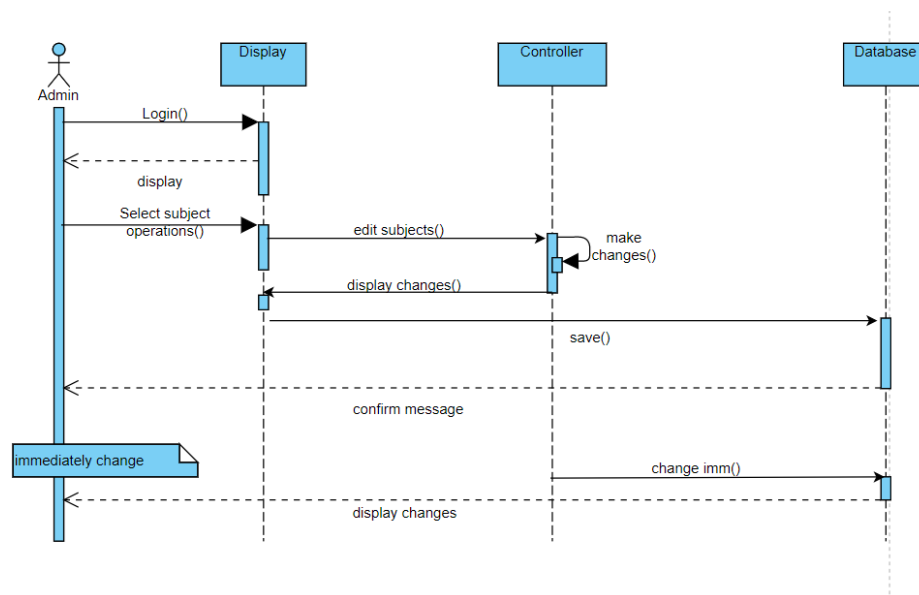 Display
Controller
Database
Admin
Login()
display
Select subject
operations()
edit subjects()
make
changes()
display changes()
save()
confirm message
immediately change
change imm()
display changes